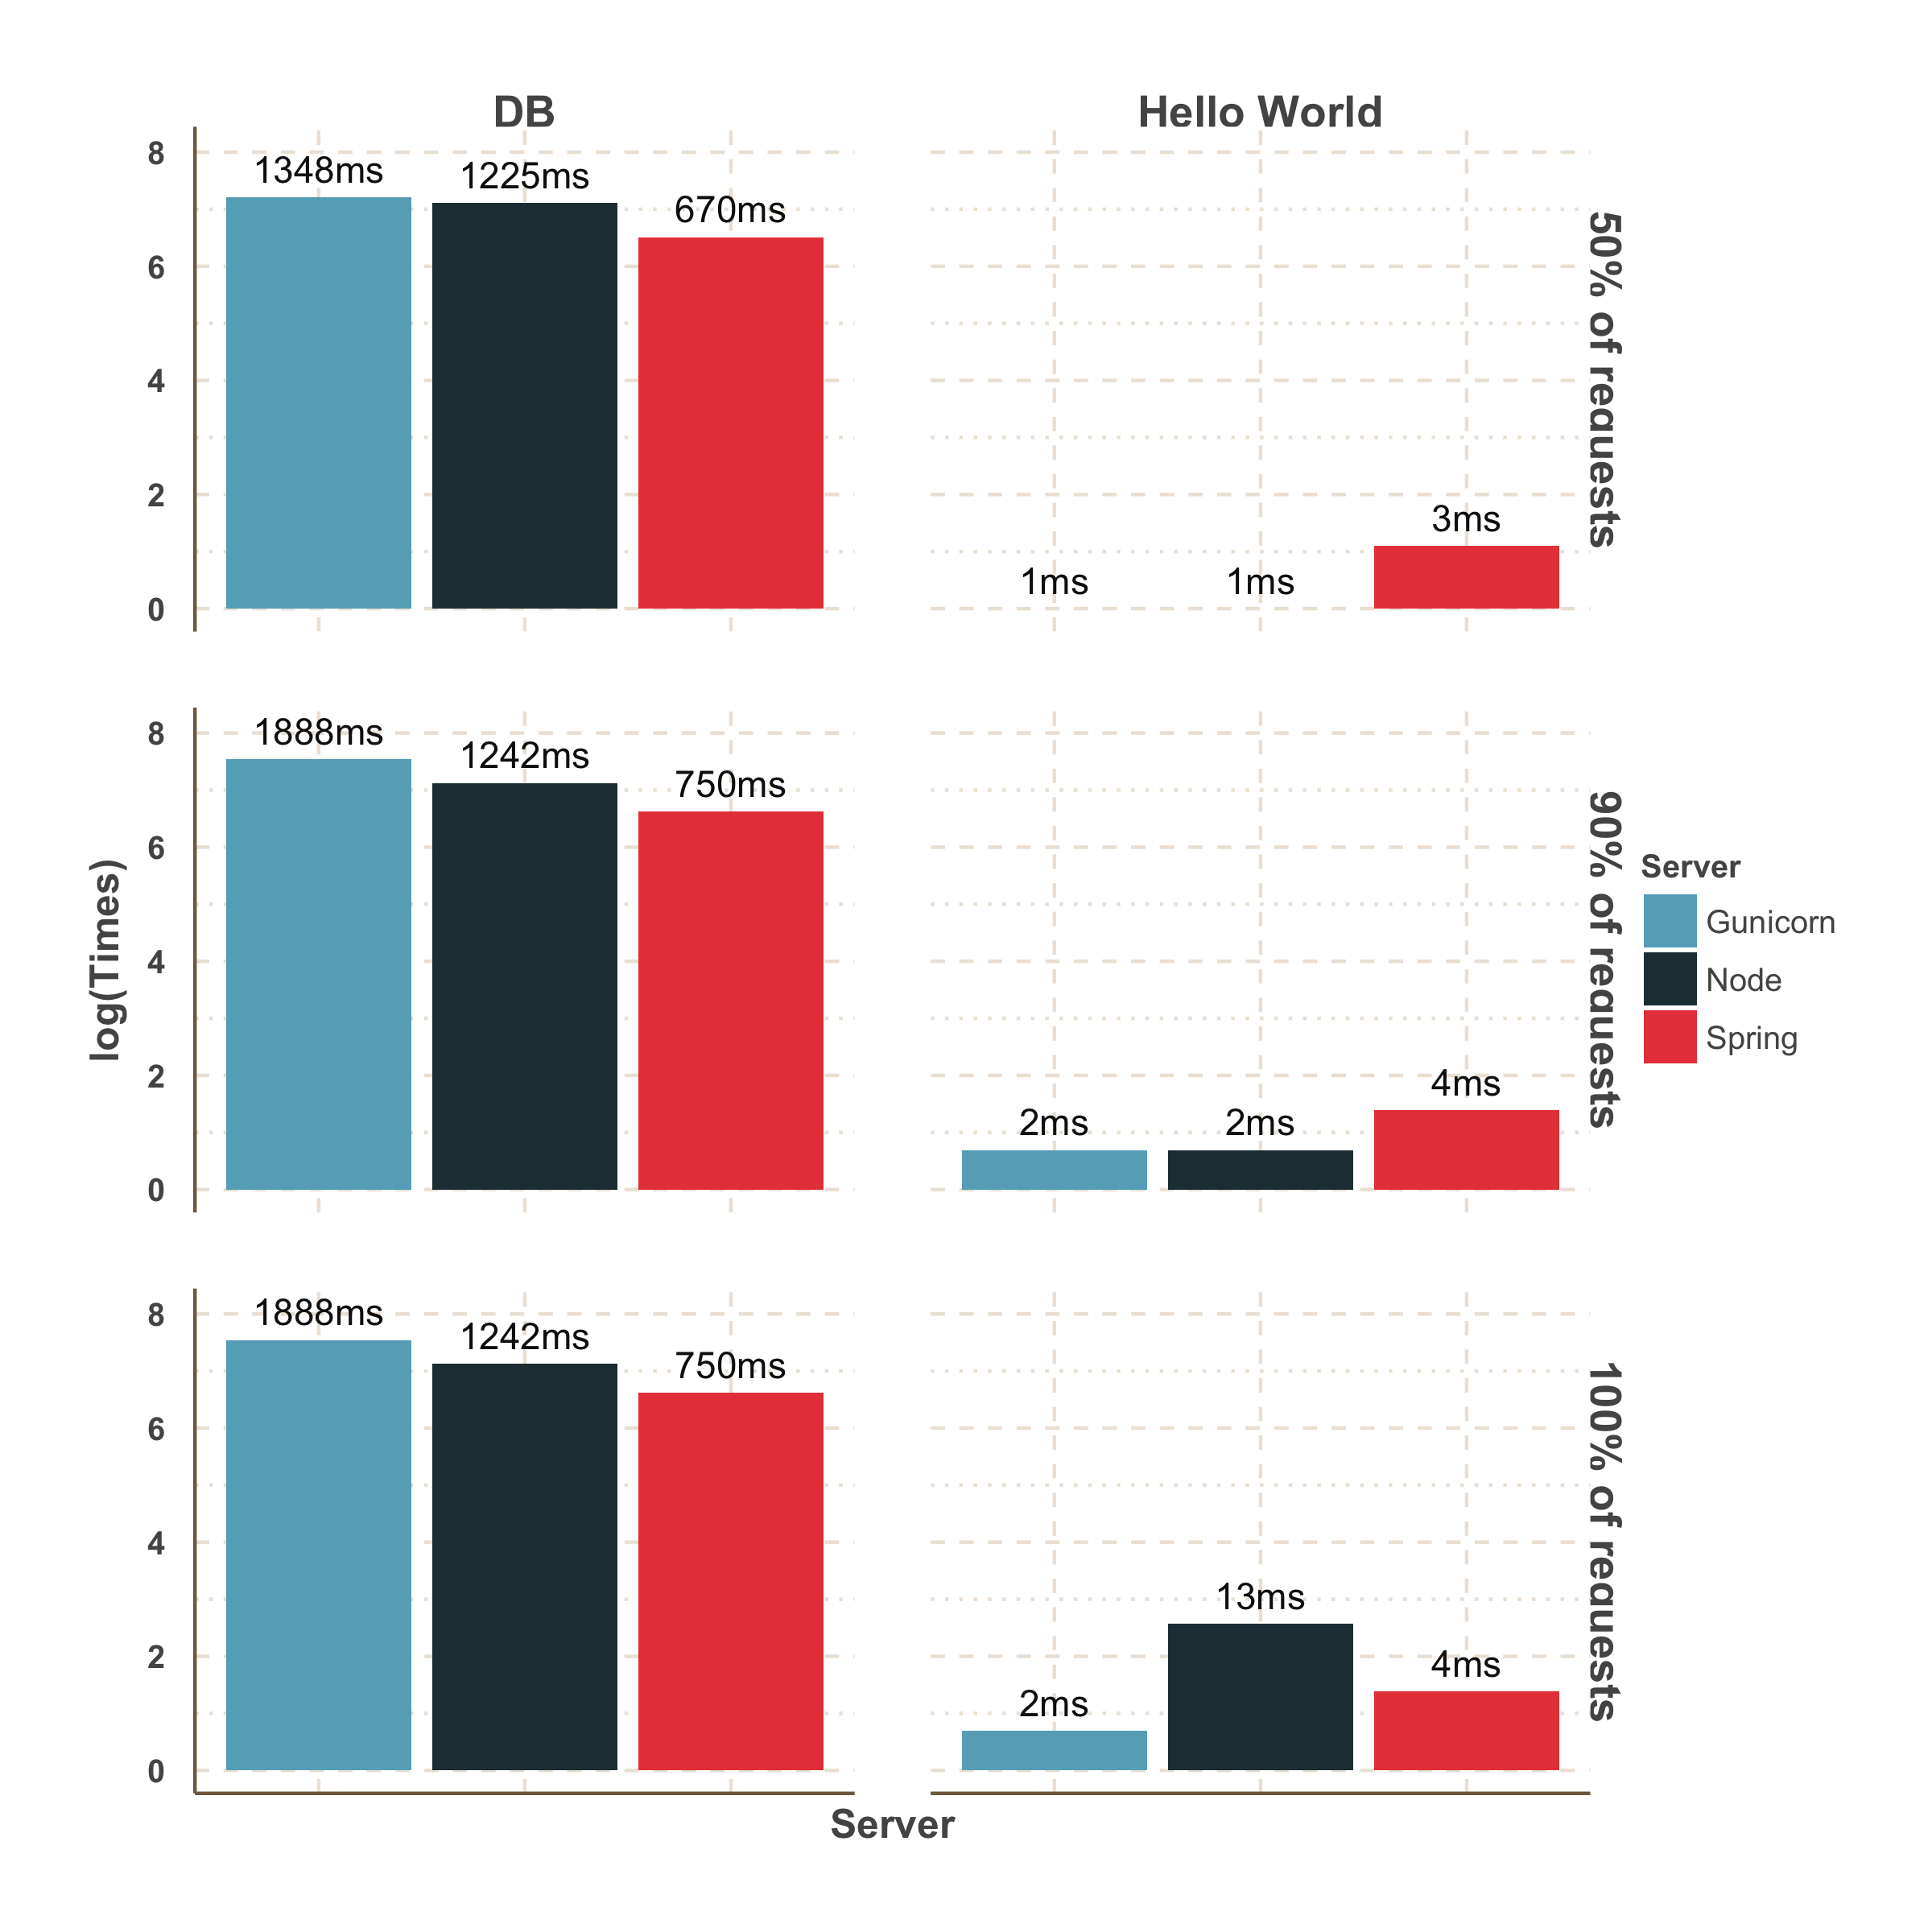 DB
Hello World
8
6
4
2
0
1348ms
1225ms
670ms
1ms
1ms
3ms
50% of requests
8
6
4
2
0
1888ms
1242ms
750ms
2ms
2ms
4ms
90% of requests
8
6
4
2
0
1888ms
1242ms
750ms
2ms
13ms
4ms
100% of requests
log(Times)
Server
Server
Gunicorn
Node
Spring